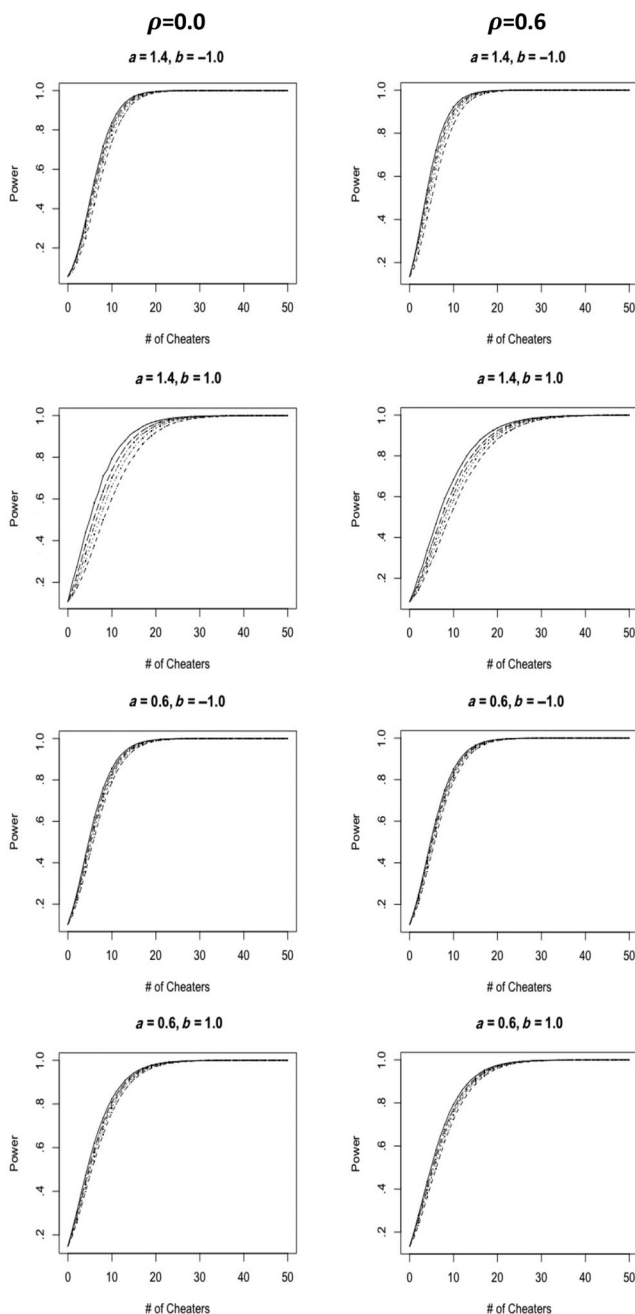 ρ=0.0 ρ=0.6
a = 1.4, b = –1.0 a = 1.4, b = –1.0
Power .2 .4 .6 .8 1.0 Power .2 .4 .6 .8 1.0
0 10 20 30 40 50 0 10 20 30 40 50
# of Cheaters # of Cheaters
a = 1.4, b = 1.0 a = 1.4, b = 1.0
Power .2 .4 .6 .8 1.0 Power .2 .4 .6 .8 1.0
0 10 20 30 40 50 0 10 20 30 40 50
# of Cheaters # of Cheaters
a = 0.6, b = –1.0 a = 0.6, b = –1.0
Power .2 .4 .6 .8 1.0 Power .2 .4 .6 .8 1.0
0 10 20 30 40 50 0 10 20 30 40 50
# of Cheaters # of Cheaters
a = 0.6, b = 1.0 a = 0.6, b = 1.0
Power .2 .4 .6 .8 1.0 Power .2 .4 .6 .8 1.0
0 10 20 30 40 50 0 10 20 30 40 50
# of Cheaters # of Cheaters